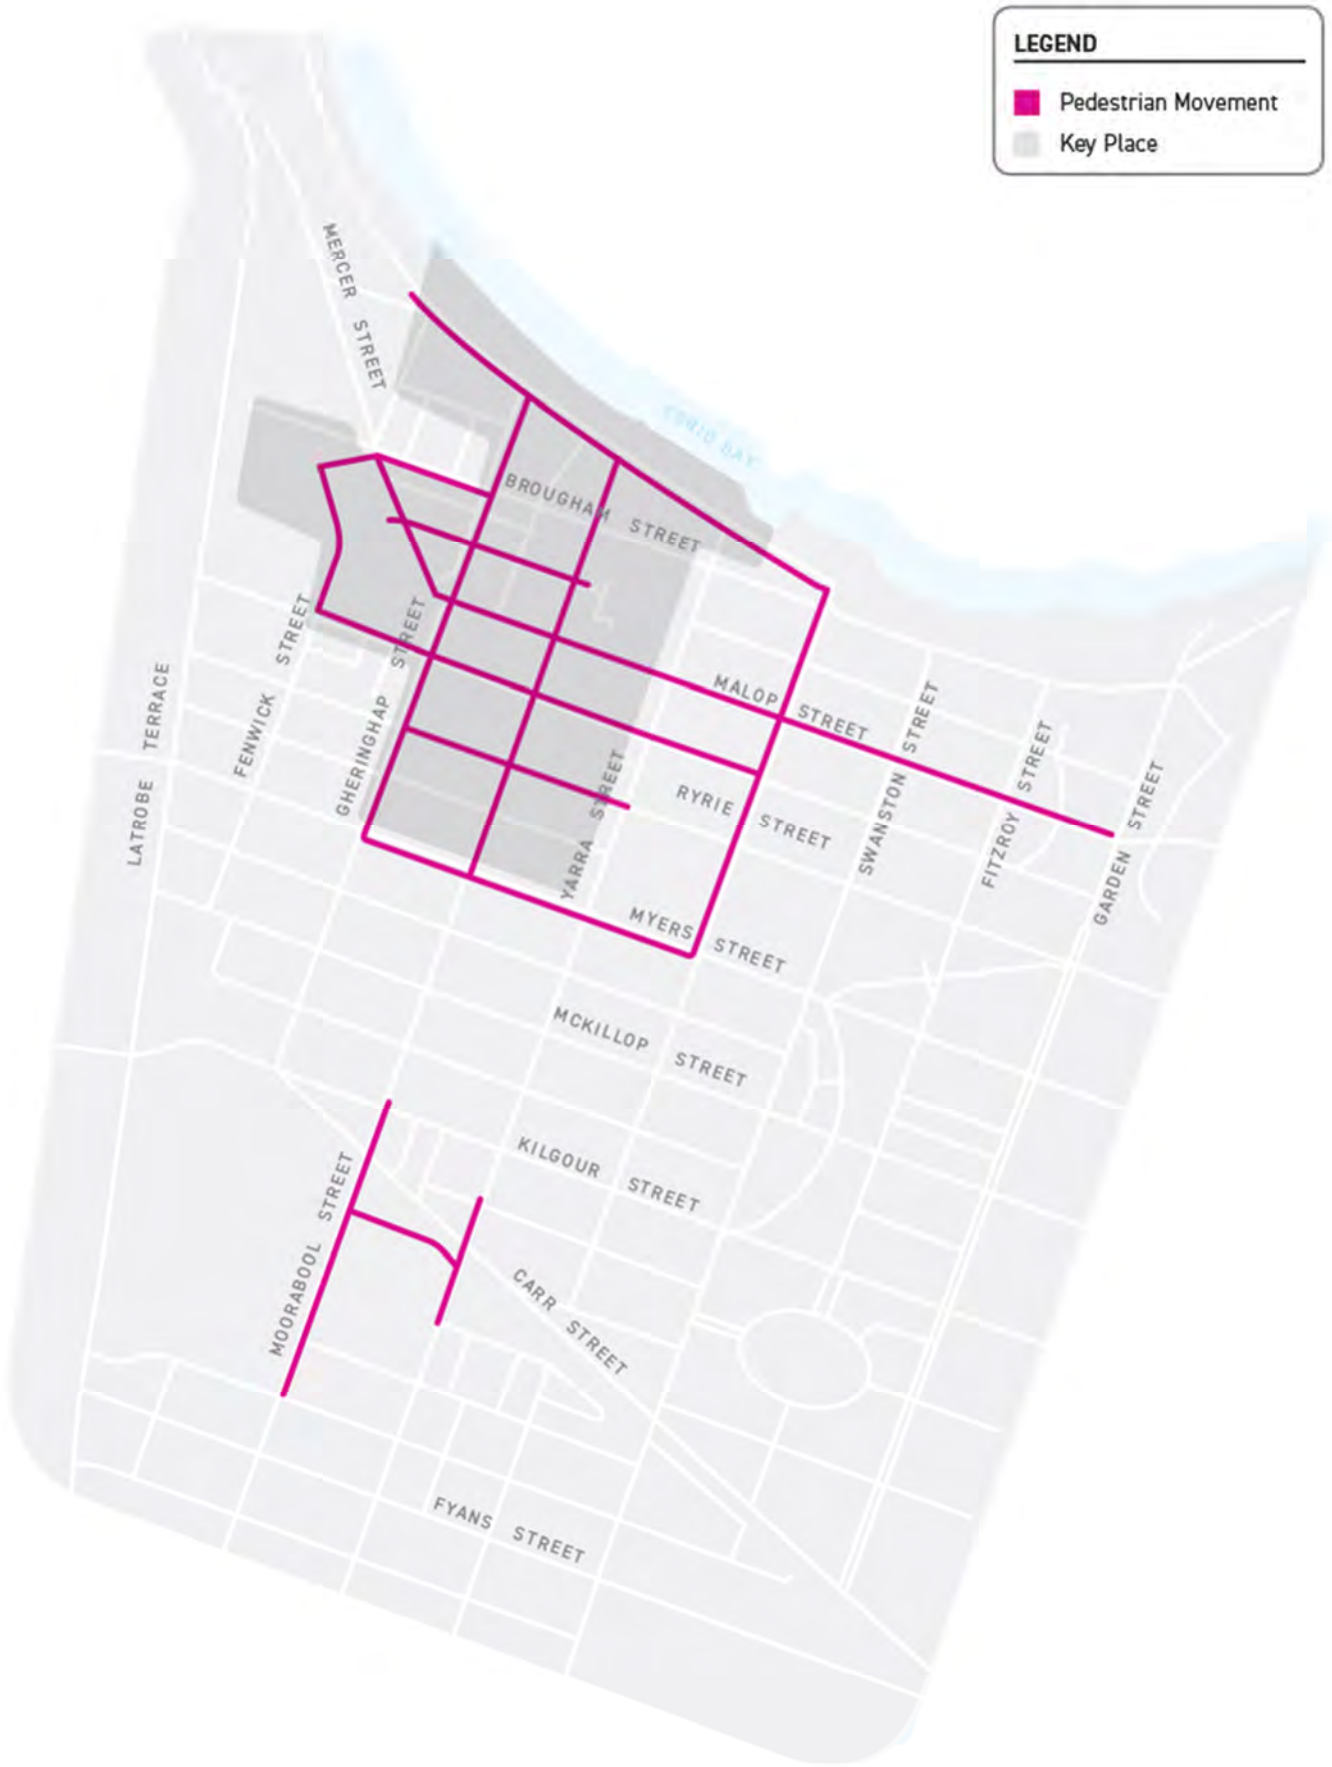 LEGEND
Pedestrian Movement
Key Place
MERCER STREET
CORIO BAY
BROUGHAM STREET
MALOP STREET
RYRIE STREET
MYERS STREET
LATROBE TERRACE
FENWICK STREET
GHERINGHAP STREET
YARRA STREET
SWANSTON STREET
FITZROY STREET
GARDEN STREET
MCKILLOP STREET
KILGOUR STREET
MOORABOOL STREET
CARR STREET
FYANS STREET